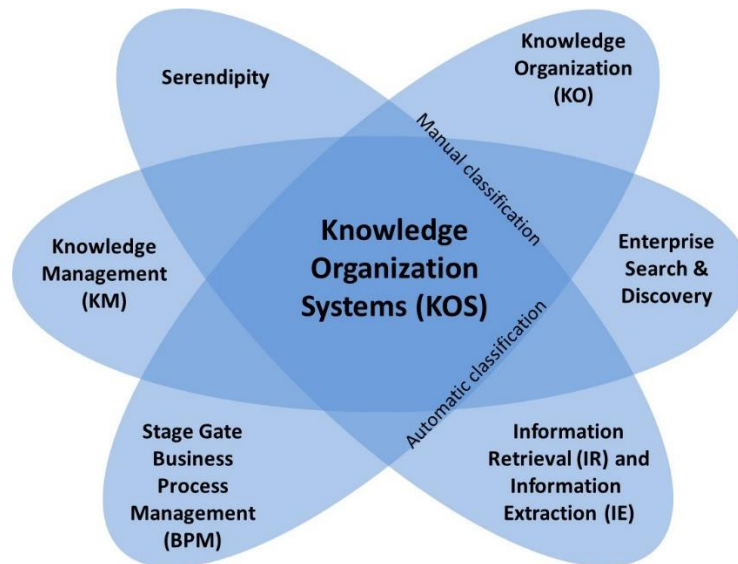 Serendipity
Knowledge
Organization
(KO)
Manual classification
Knowledge
Management
(KM)
Knowledge
Organization
Systems (KOS)
Enterprise
Search &
Discovery
Automatic classification
Stage Gate
Business
Process
Management
(BPM)
Information
Retrieval (IR) and
Information
Extraction (IE)